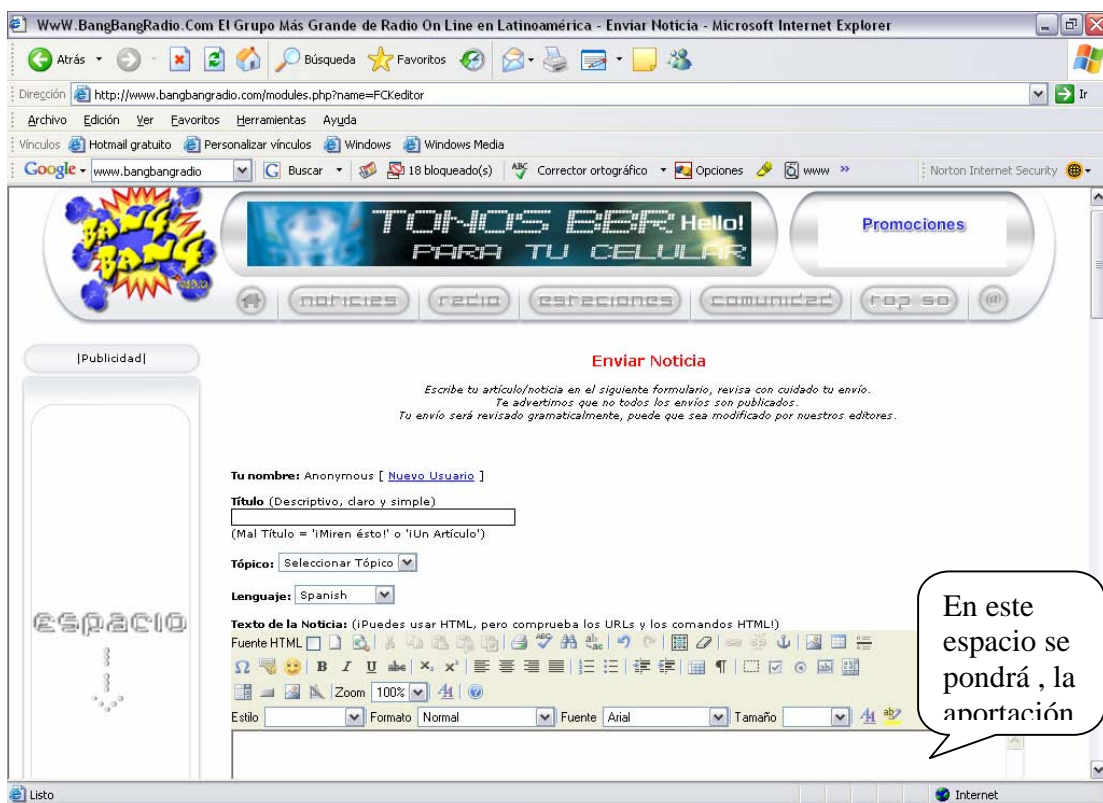 WwW.BangBangRadio.Com El Grupo Más Grande de Radio On Line en Latinoamérica - Enviar Noticia - Microsoft Internet Explorer
Atrás Búsqueda Favoritos
Dirección http://www.bangbangradio.com/modules.php?name=FCKeditor Ir
Archivo Edición Ver Favoritos Herramientas Ayuda
Vínculos Hotmail gratuito Personalizar vínculos Windows Windows Media
Google www.bangbangradio Buscar 18 bloqueado(s) ABC Corrector ortográfico Opciones www » Norton Internet Security
BANG BANG RADIO
TONOS BBR Hello!
PARA TU CELULAR
Promociones
noticies radio estaciones comunidad top 50 @
|Publicidad|
Enviar Noticia
Escribe tu artículo/noticia en el siguiente formulario, revisa con cuidado tu envío.
Te advertimos que no todos los envíos son publicados.
Tu envío será revisado gramaticalmente, puede que sea modificado por nuestros editores.
Tu nombre: Anonymous [ Nuevo Usuario ]
Título (Descriptivo, claro y simple)
(Mal Título = '¡Miren ésto!' o '¡Un Artículo')
Tópico: Seleccionar Tópico
Lenguaje: Spanish
espacio
Texto de la Noticia: (¡Puedes usar HTML, pero comprueba los URLs y los comandos HTML!)
Fuente HTML
Zoom 100%
Estilo Formato Normal Fuente Arial Tamaño
En este
espacio se
pondrá , la
aportación
Listo Internet